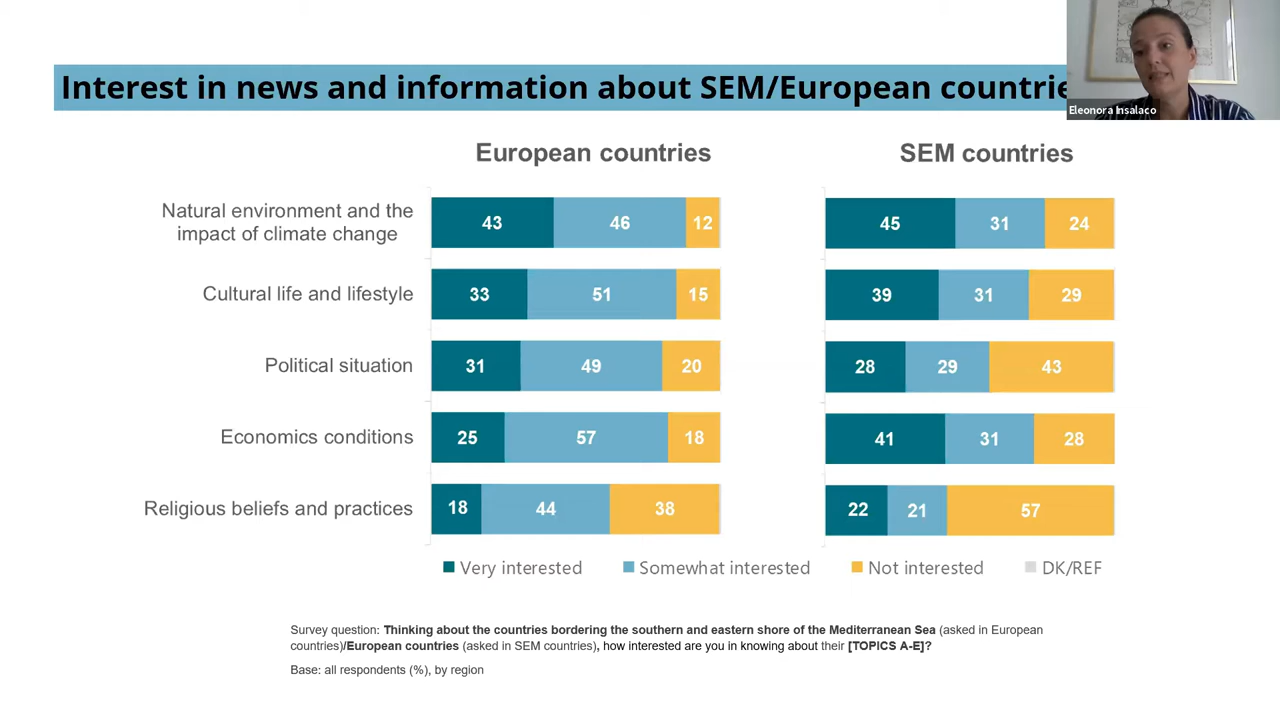 Interest in news and information about SEM/European countrie
Eleonora Insalaco
European countries
SEM countries
Natural environment and the
impact of climate change
43 46 12
45 31 24
Cultural life and lifestyle
33 51 15
39 31 29
Political situation
31 49 20
28 29 43
Economics conditions
25 57 18
41 31 28
Religious beliefs and practices
18 44 38
22 21 57
Very interested Somewhat interested Not interested DK/REF
Survey question: Thinking about the countries bordering the southern and eastern shore of the Mediterranean Sea (asked in European
countries)/European countries (asked in SEM countries), how interested are you in knowing about their [TOPICS A-E]?
Base: all respondents (%), by region